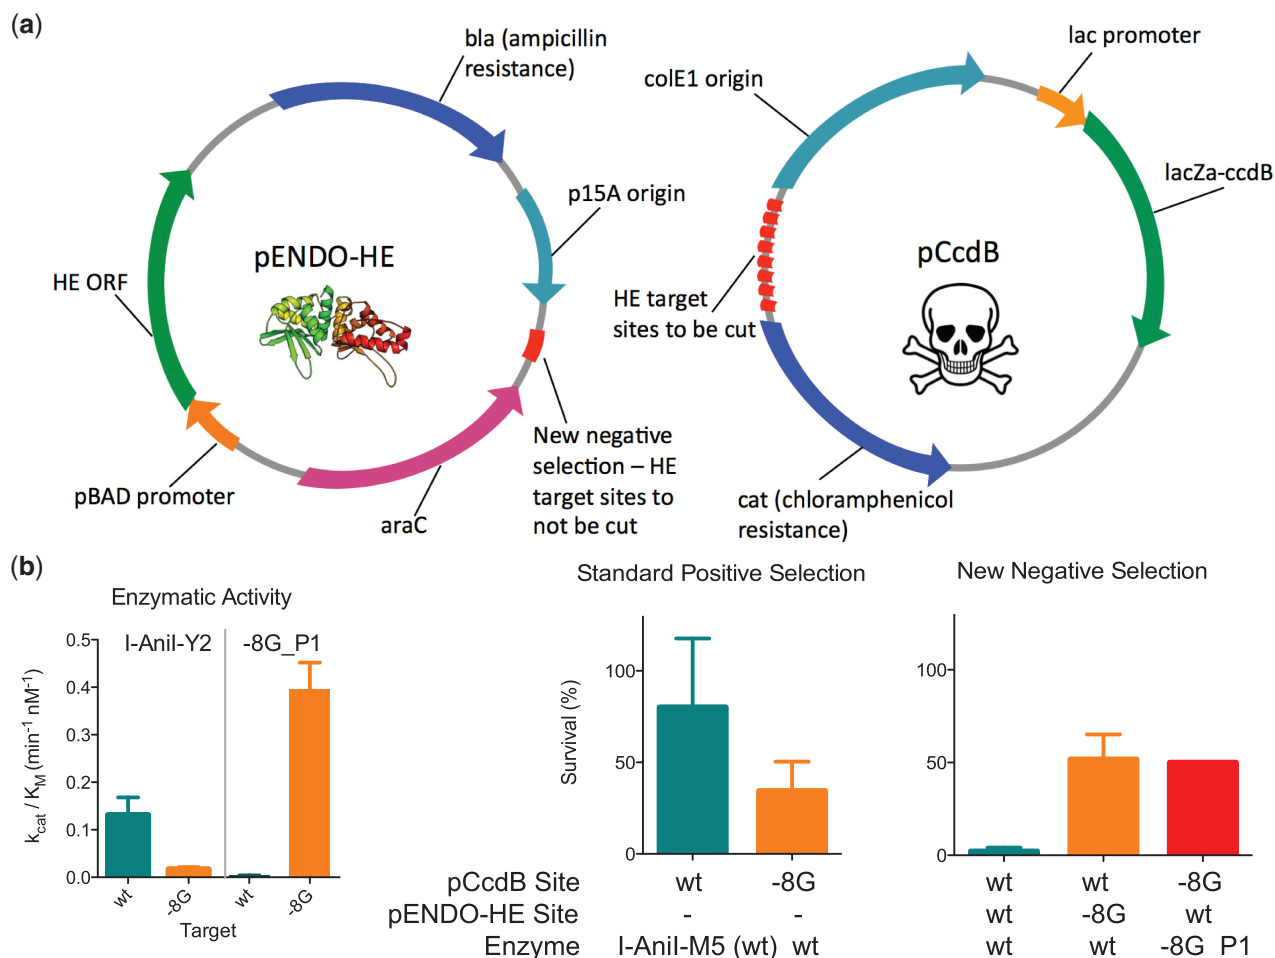 (a)
bla (ampicillin
resistance)
p15A origin
pENDO-HE
HE ORF
pBAD promoter
araC
New negative
selection – HE
target sites to
not be cut
lac promoter
colE1 origin
lacZa-ccdB
pCcdB
HE target
sites to be cut
cat (chloramphenicol
resistance)
(b)
Enzymatic Activity
I-AniI-Y2 -8G_P1
kcat / KM (min-1 nM-1)
0.5
0.4
0.3
0.2
0.1
0.0
wt -8G wt -8G
Target
Standard Positive Selection
Survival (%)
100
50
0
New Negative Selection
100
50
0
pCcdB Site wt -8G wt wt -8G
pENDO-HE Site - - wt -8G wt
Enzyme I-AniI-M5 (wt) wt wt wt -8G P1